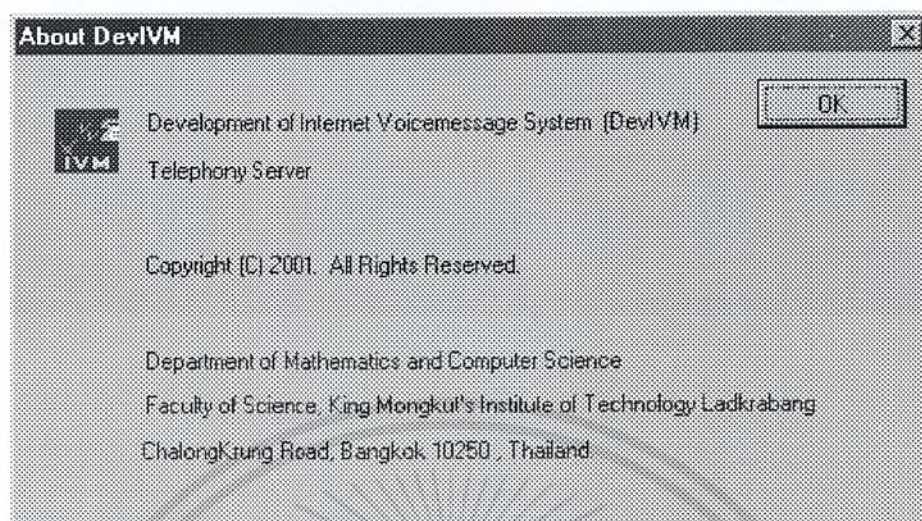 About DevIVM
OK
IVM
Development of Internet Voicemessage System (DevIVM)
Telephony Server
Copyright (C) 2001. All Rights Reserved.
Department of Mathematics and Computer Science
Faculty of Science, King Mongkut's Institute of Technology Ladkrabang
ChalongKrung Road, Bangkok 10250 , Thailand.